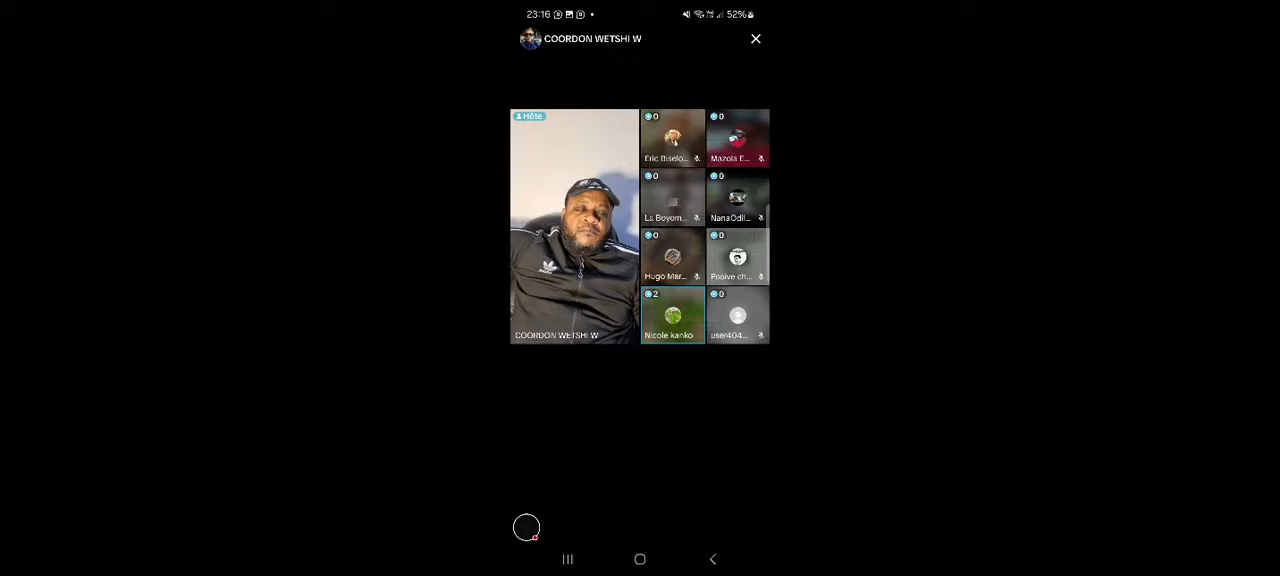 23:16
52%
COORDON WETSHI W
Hôte
0
0
Eric Biselo...
Mazola E...
0
0
La Boyom...
NanaOdil...
0
0
Hugo Mar...
Posive ch...
2
0
Nicole kanko
user404...
COORDON WETSHI W